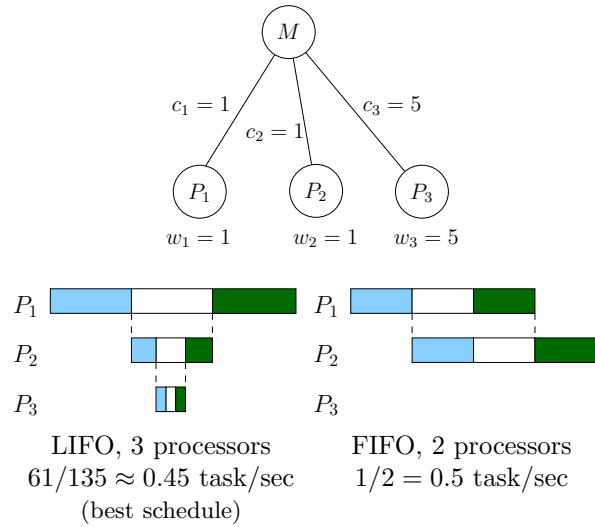 M
c₁ = 1
c₂ = 1
c₃ = 5
P₁
P₂
P₃
w₁ = 1
w₂ = 1
w₃ = 5
P₁
P₂
P₃
LIFO, 3 processors
61/135 ≈ 0.45 task/sec
(best schedule)
P₁
P₂
P₃
FIFO, 2 processors
1/2 = 0.5 task/sec